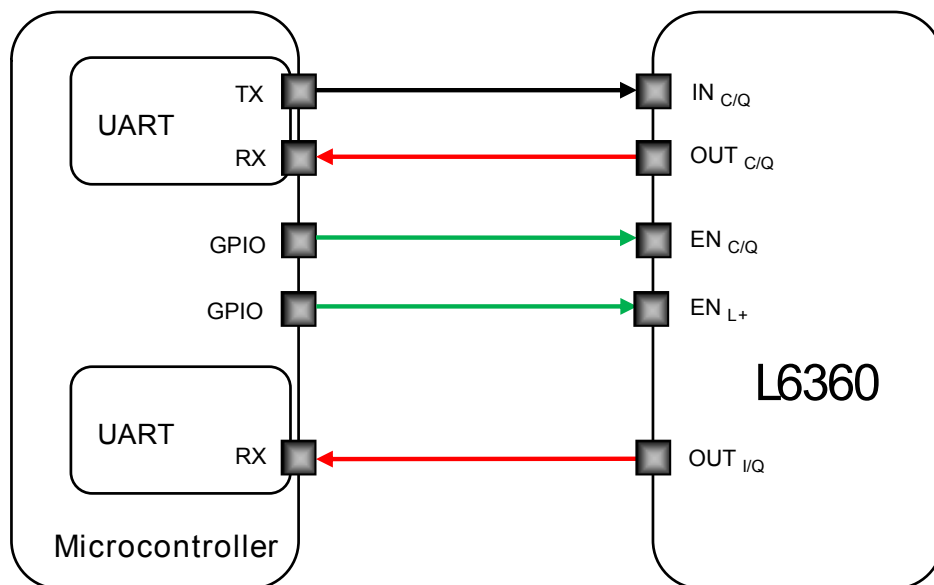 TX IN C/Q
UART
RX OUT C/Q
GPIO EN C/Q
GPIO EN L+
L6360
UART
RX OUT I/Q
Microcontroller